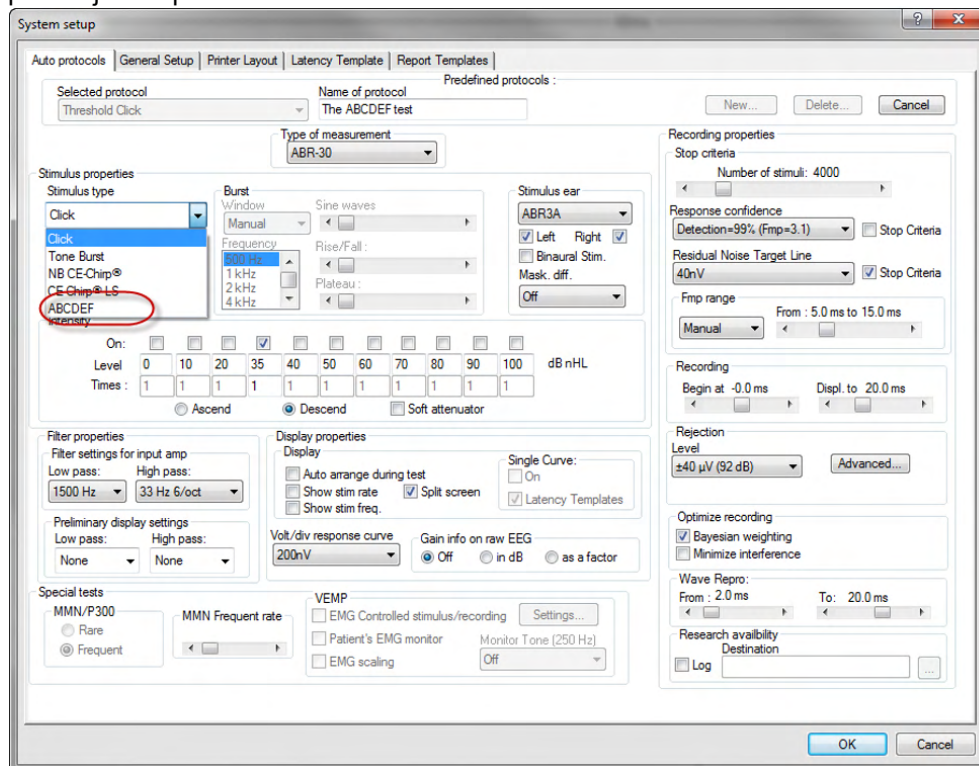 System setup
Auto protocols General Setup Printer Layout Latency Template Report Templates
Predefined protocols :
Selected protocol
Name of protocol
Threshold Click
The ABCDEF test
New... Delete... Cancel
Type of measurement
ABR-30
Stimulus properties
Stimulus type
Click
Click
Tone Burst
NB CE-Chirp®
CE-Chirp® LS
ABCDEF
Burst
Window
Manual
Sine waves
Frequency
500 Hz
1 kHz
2 kHz
4 kHz
Rise/Fall :
Plateau :
Stimulus ear
ABR3A
Left Right
Binaural Stim.
Mask. diff.
Off
Intensity
On:
Level 0 10 20 35 40 50 60 70 80 90 100 dB nHL
Times : 1 1 1 1 1 1 1 1 1 1 1
Ascend Descend Soft attenuator
Filter properties
Filter settings for input amp
Low pass: High pass:
1500 Hz 33 Hz 6/oct
Preliminary display settings
Low pass: High pass:
None None
Display properties
Display
Auto arrange during test
Show stim rate Split screen
Show stim freq.
Single Curve:
On
Latency Templates
Volt/div response curve
200nV
Gain info on raw EEG
Off in dB as a factor
Special tests
MMN/P300
Rare
Frequent
MMN Frequent rate
VEMP
EMG Controlled stimulus/recording Settings...
Patient's EMG monitor Monitor Tone (250 Hz)
EMG scaling Off
Recording properties
Stop criteria
Number of stimuli: 4000
Response confidence
Detection=99% (Fmp=3.1) Stop Criteria
Residual Noise Target Line
40nV Stop Criteria
Fmp range
From : 5.0 ms to 15.0 ms
Manual
Recording
Begin at -0.0 ms Displ. to 20.0 ms
Rejection
Level
±40 µV (92 dB) Advanced...
Optimize recording
Bayesian weighting
Minimize interference
Wave Repro:
From : 2.0 ms To: 20.0 ms
Research availbility
Destination
Log ...
OK Cancel